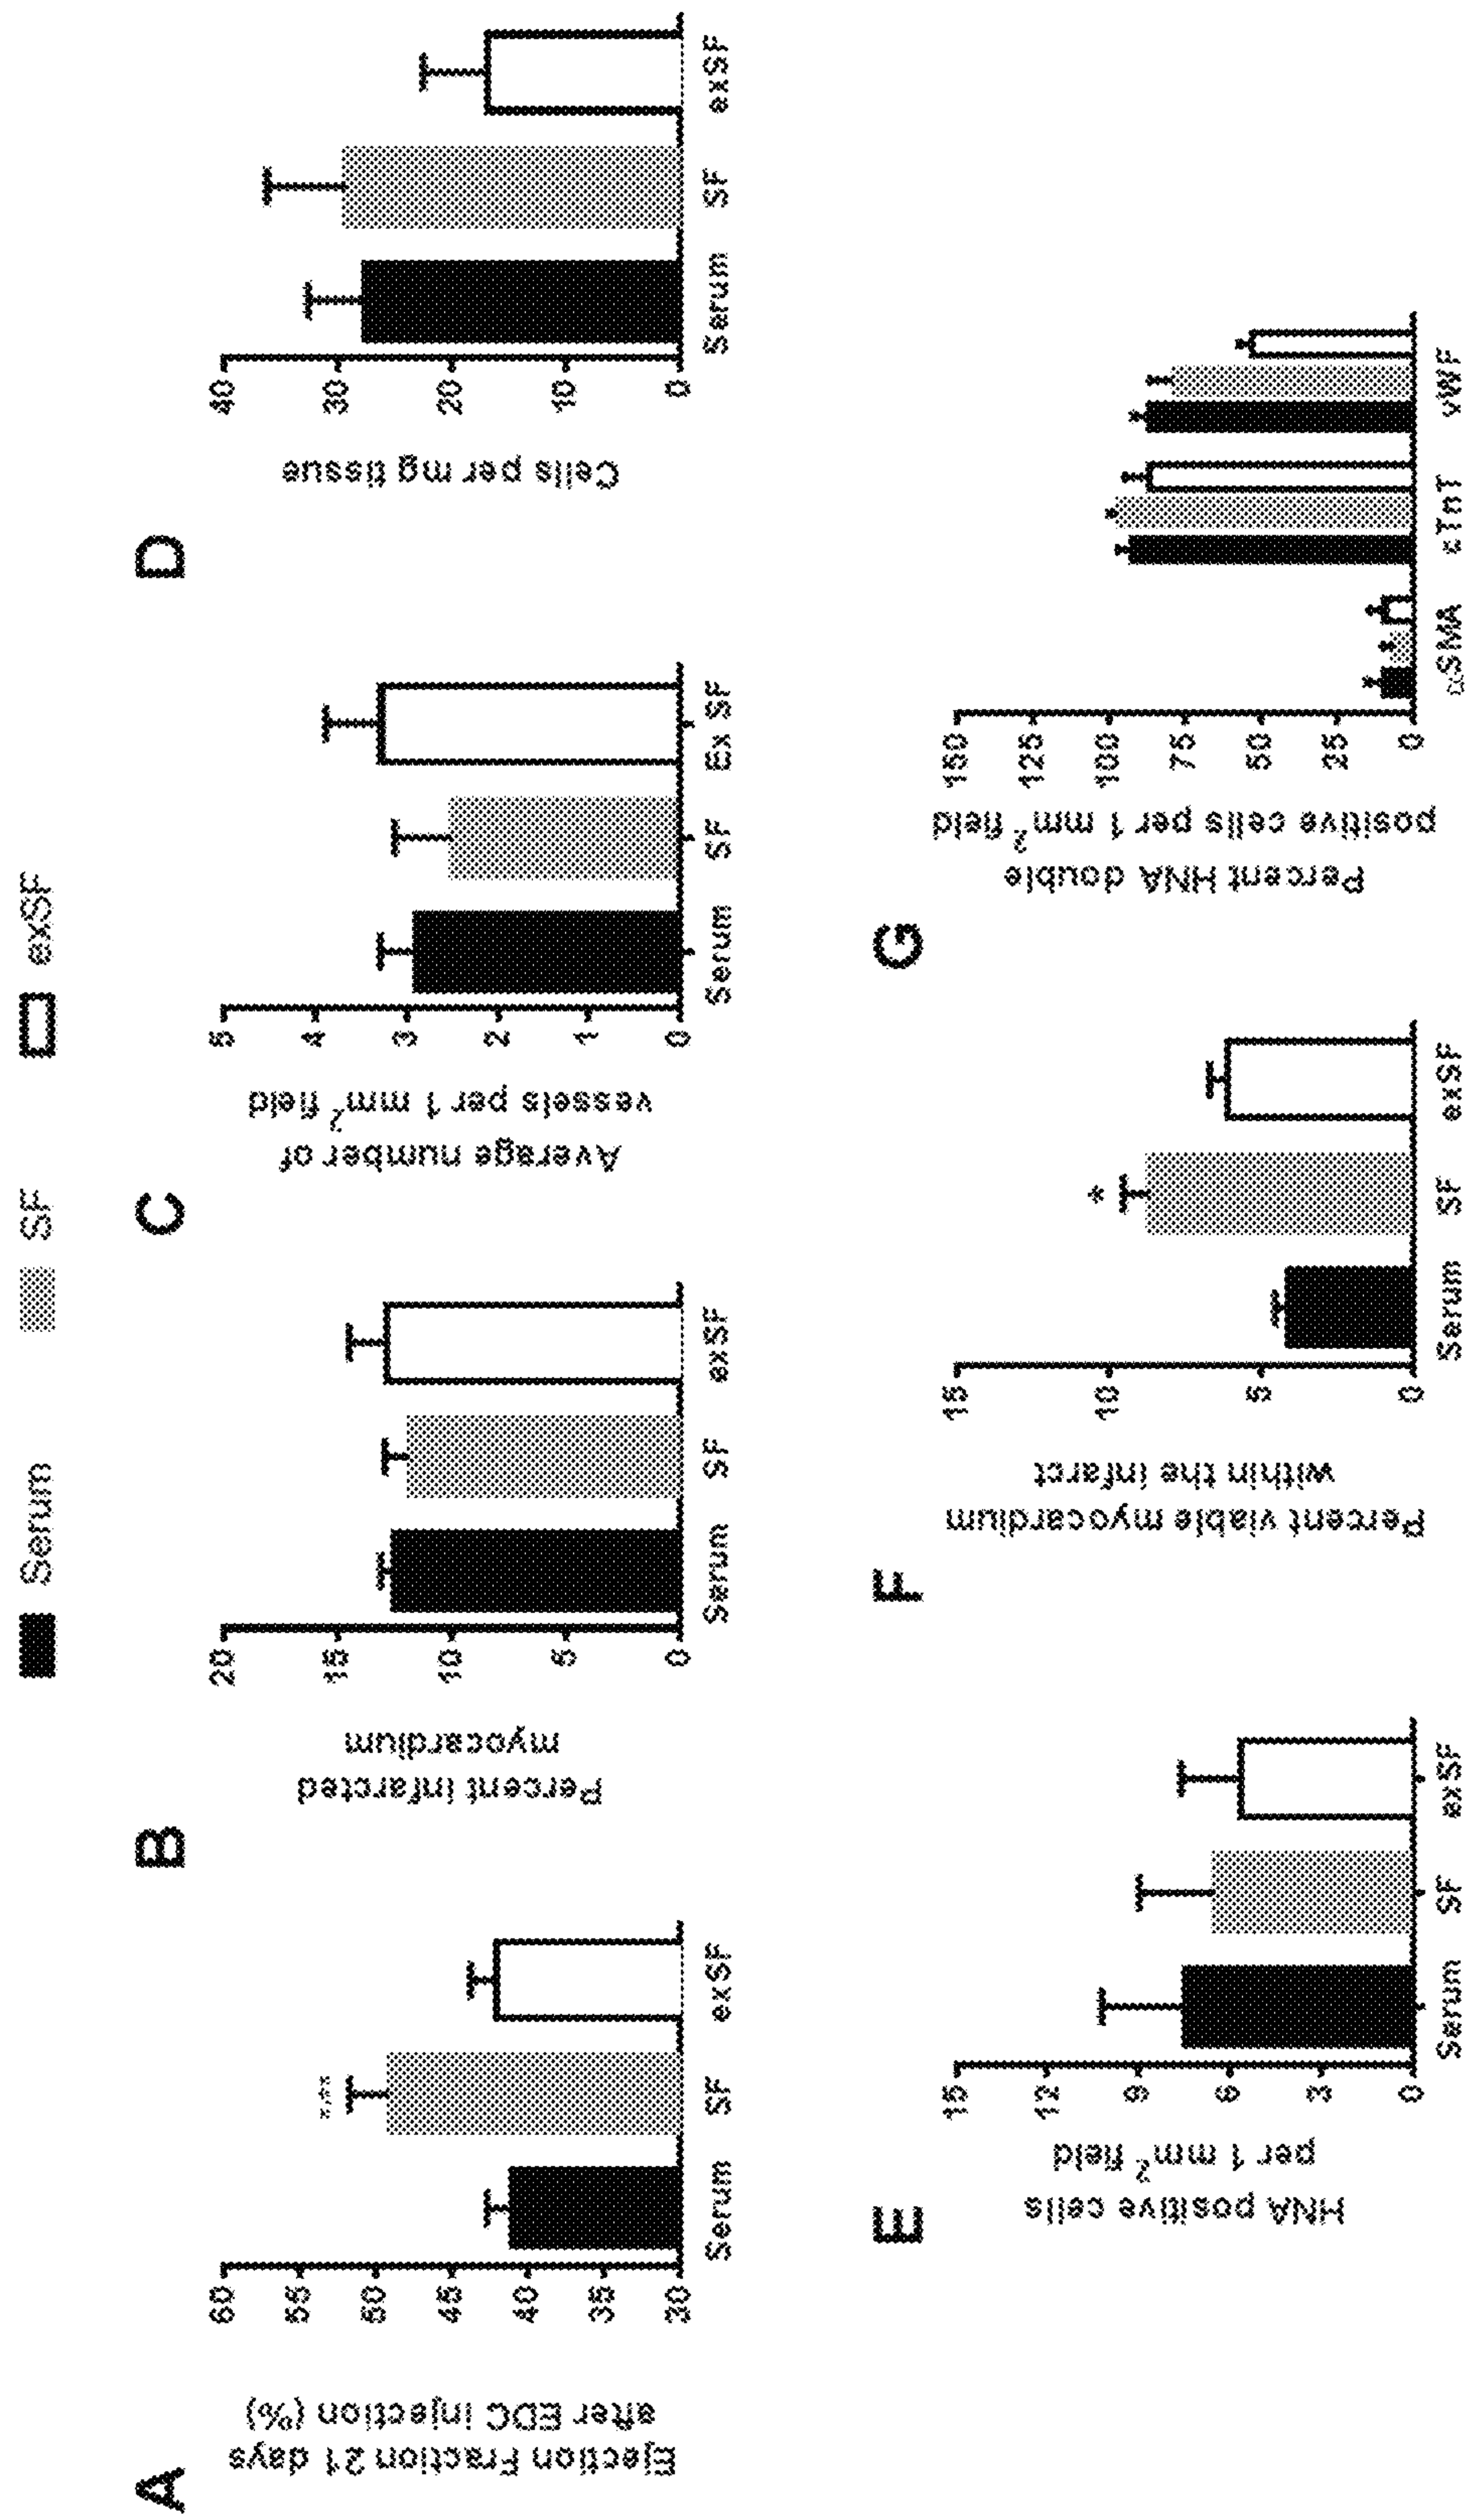 Serum SF exSF
A
Ejection Fraction 21 days
after EDC injection (%)
60
55
50
45
40
35
30
Serum SF exSF
B
Percent infarcted
myocardium
20
15
10
5
0
Serum SF exSF
C
Average number of
vessels per 1 mm² field
5
4
3
2
1
0
Serum SF Ex SF
D
Cells per mg tissue
40
30
20
10
0
Serum SF exSF
E
HNA positive cells
per 1 mm² field
15
12
9
6
3
0
Serum SF exSF
F
Percent viable myocardium
within the infarct
15
10
5
0
*
Serum SF exSF
G
Percent HNA double
positive cells per 1 mm² field
150
125
100
75
50
25
0
αSMA cTnT vWF